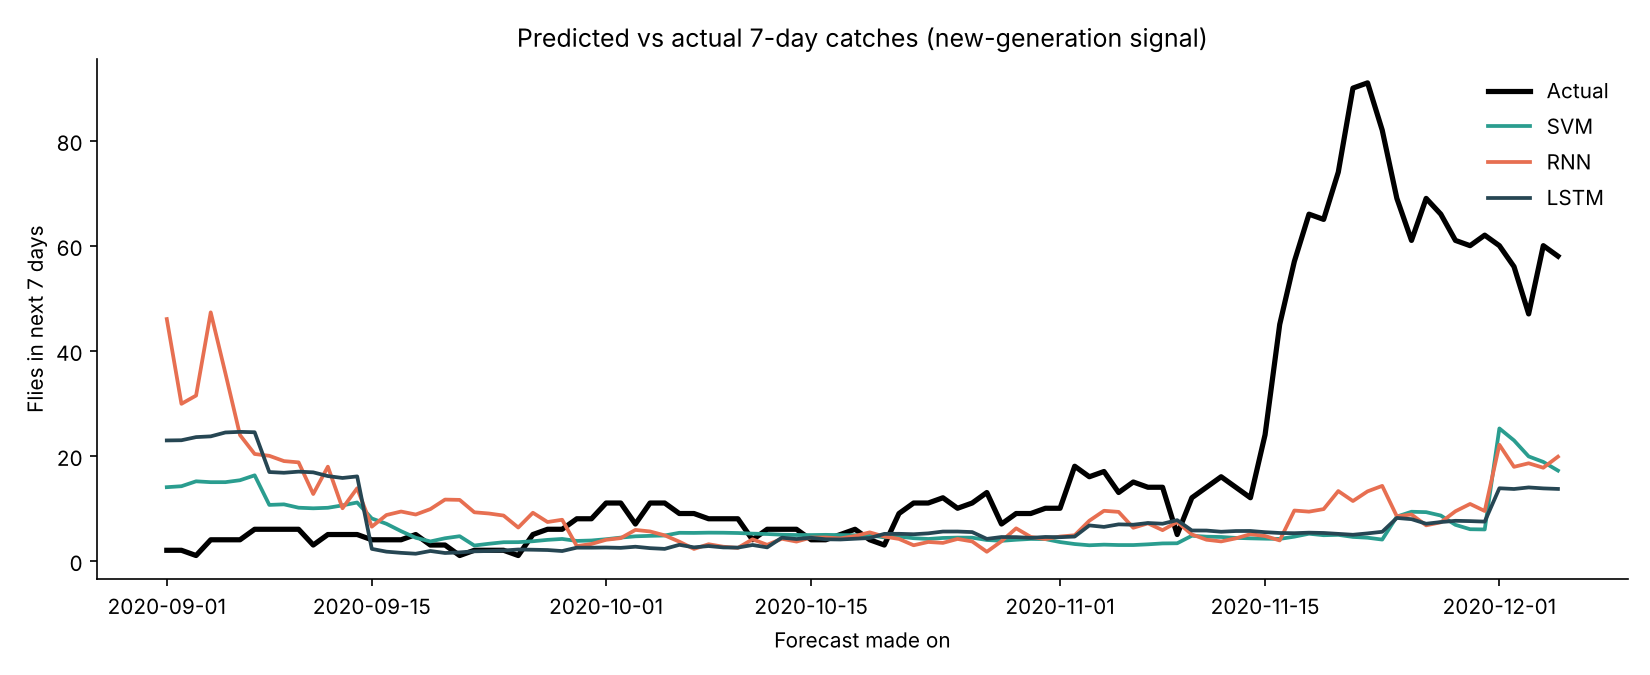 Predicted vs actual 7-day catches (new-generation signal)
Actual
SVM
RNN
LSTM
Flies in next 7 days
80
60
40
20
0
2020-09-01
2020-09-15
2020-10-01
2020-10-15
2020-11-01
2020-11-15
2020-12-01
Forecast made on